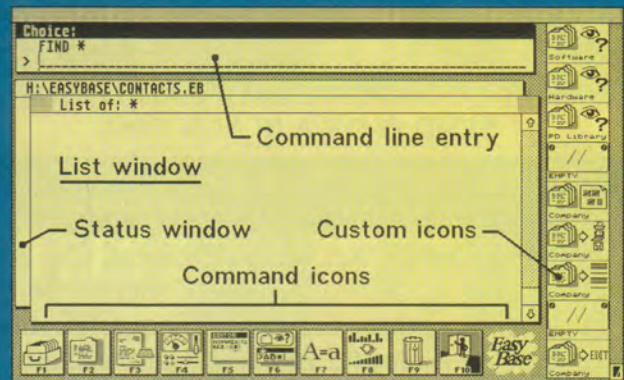 Choice:
FIND *
>
H:\EASYBASE\CONTACTS.EB
List of: *
Command line entry
List window
Status window
Custom icons
Command icons
Software
Hardware
PD Library
EMPTY
Company
Company
Company
EMPTY
EDIT
Company
F1
F2
F3
F4
EDITOR
F5
F6
A=a
F7
F8
F9
F10
Easy
Base